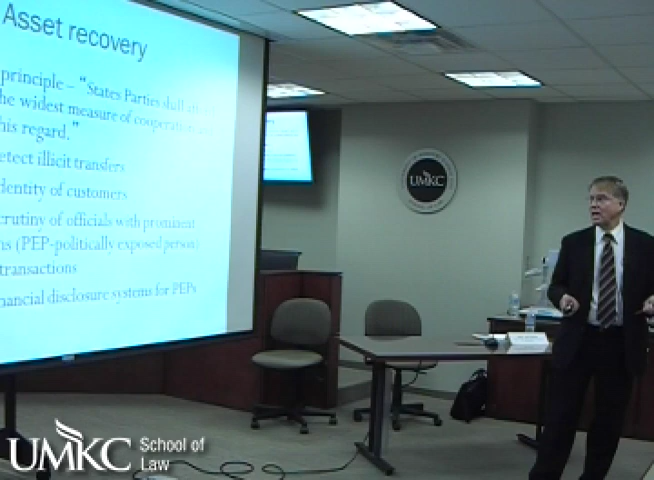 Asset recovery
principle – "States Parties shall
he widest measure of cooperation
his regard."
etect illicit transfers
dentity of customers
crutiny of officials with prominent
ns (PEP-politically exposed person)
transactions
nancial disclosure systems for PEPs
UMKC
UMKC School of
Law